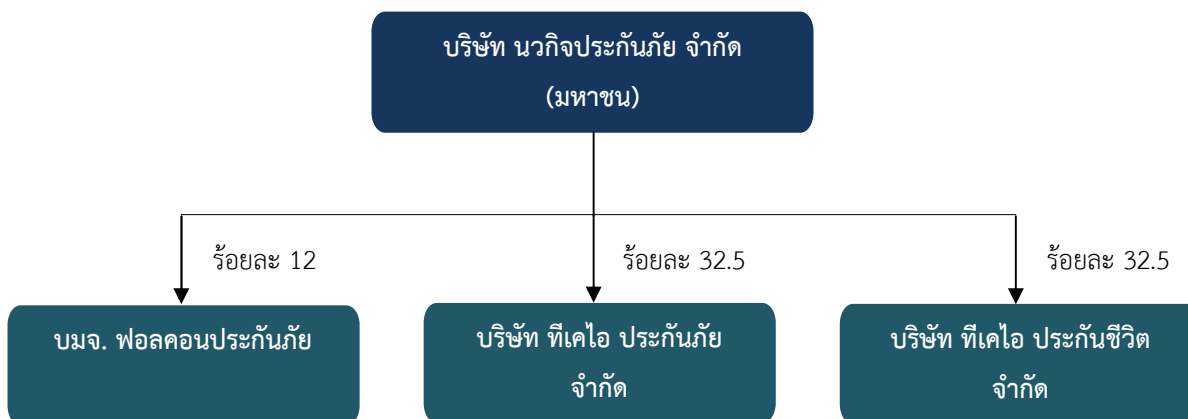 บริษัท นวกิจประกันภัย จำกัด
(มหาชน)
ร้อยละ 12
ร้อยละ 32.5
ร้อยละ 32.5
บมจ. ฟอลคอนประกันภัย
บริษัท ทีเคไอ ประกันภัย
จำกัด
บริษัท ทีเคไอ ประกันชีวิต
จำกัด